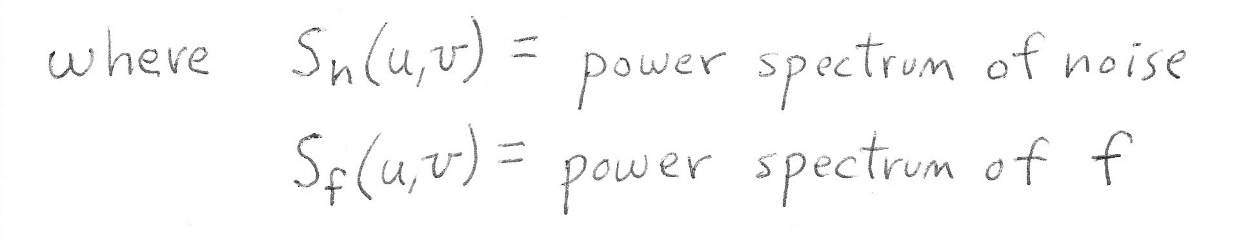 where Sn(u,v) = power spectrum of noise
Sf(u,v) = power spectrum of f